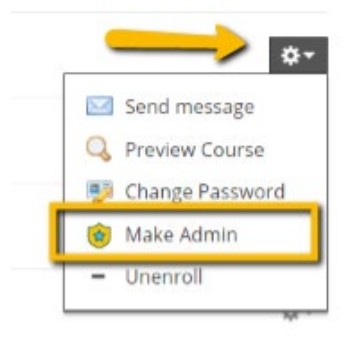 Send message
Preview Course
Change Password
Make Admin
Unenroll